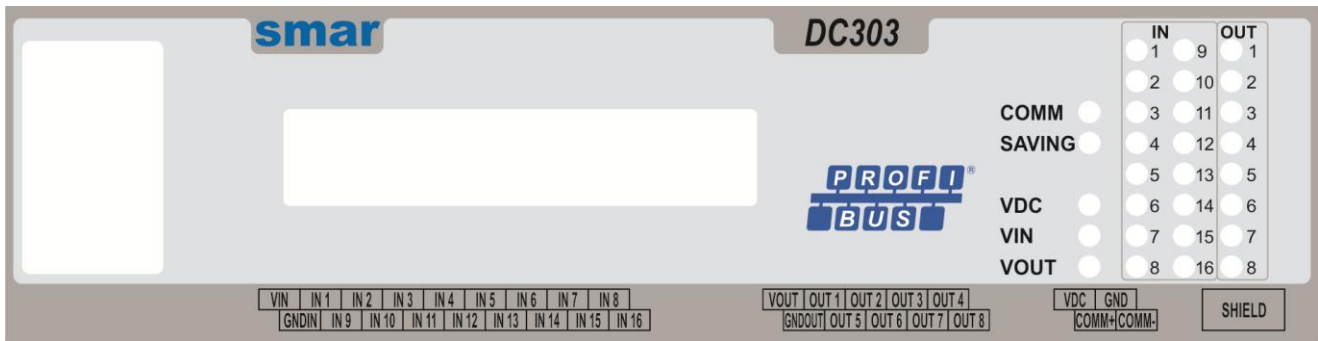 smar
DC303
IN OUT
1 9 1
2 10 2
COMM 3 11 3
SAVING 4 12 4
5 13 5
PROFI®
BUS
VDC 6 14 6
VIN 7 15 7
VOUT 8 16 8
VIN IN 1 IN 2 IN 3 IN 4 IN 5 IN 6 IN 7 IN 8
GNDIN IN 9 IN 10 IN 11 IN 12 IN 13 IN 14 IN 15 IN 16
VOUT OUT 1 OUT 2 OUT 3 OUT 4
GNDOUT OUT 5 OUT 6 OUT 7 OUT 8
VDC GND
COMM+ COMM-
SHIELD